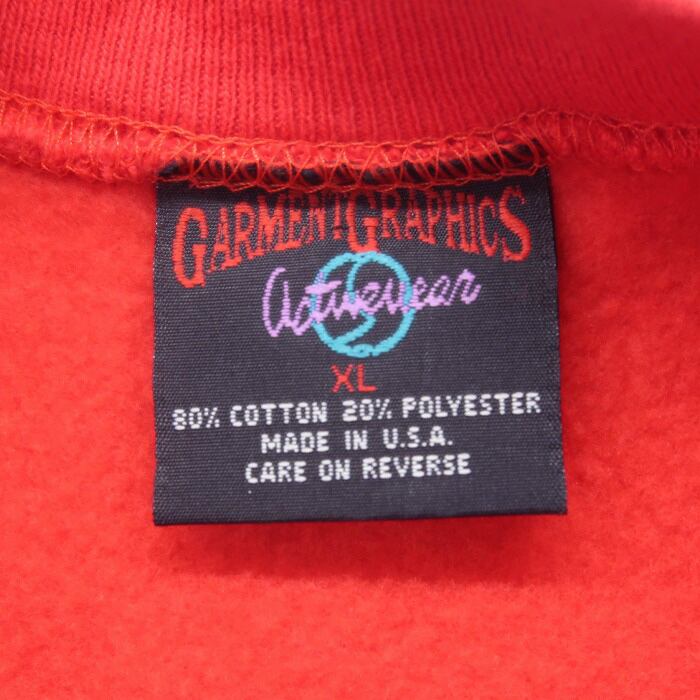 GARMENT GRAPHICS
Activewear
XL
80% COTTON 20% POLYESTER
MADE IN U.S.A.
CARE ON REVERSE